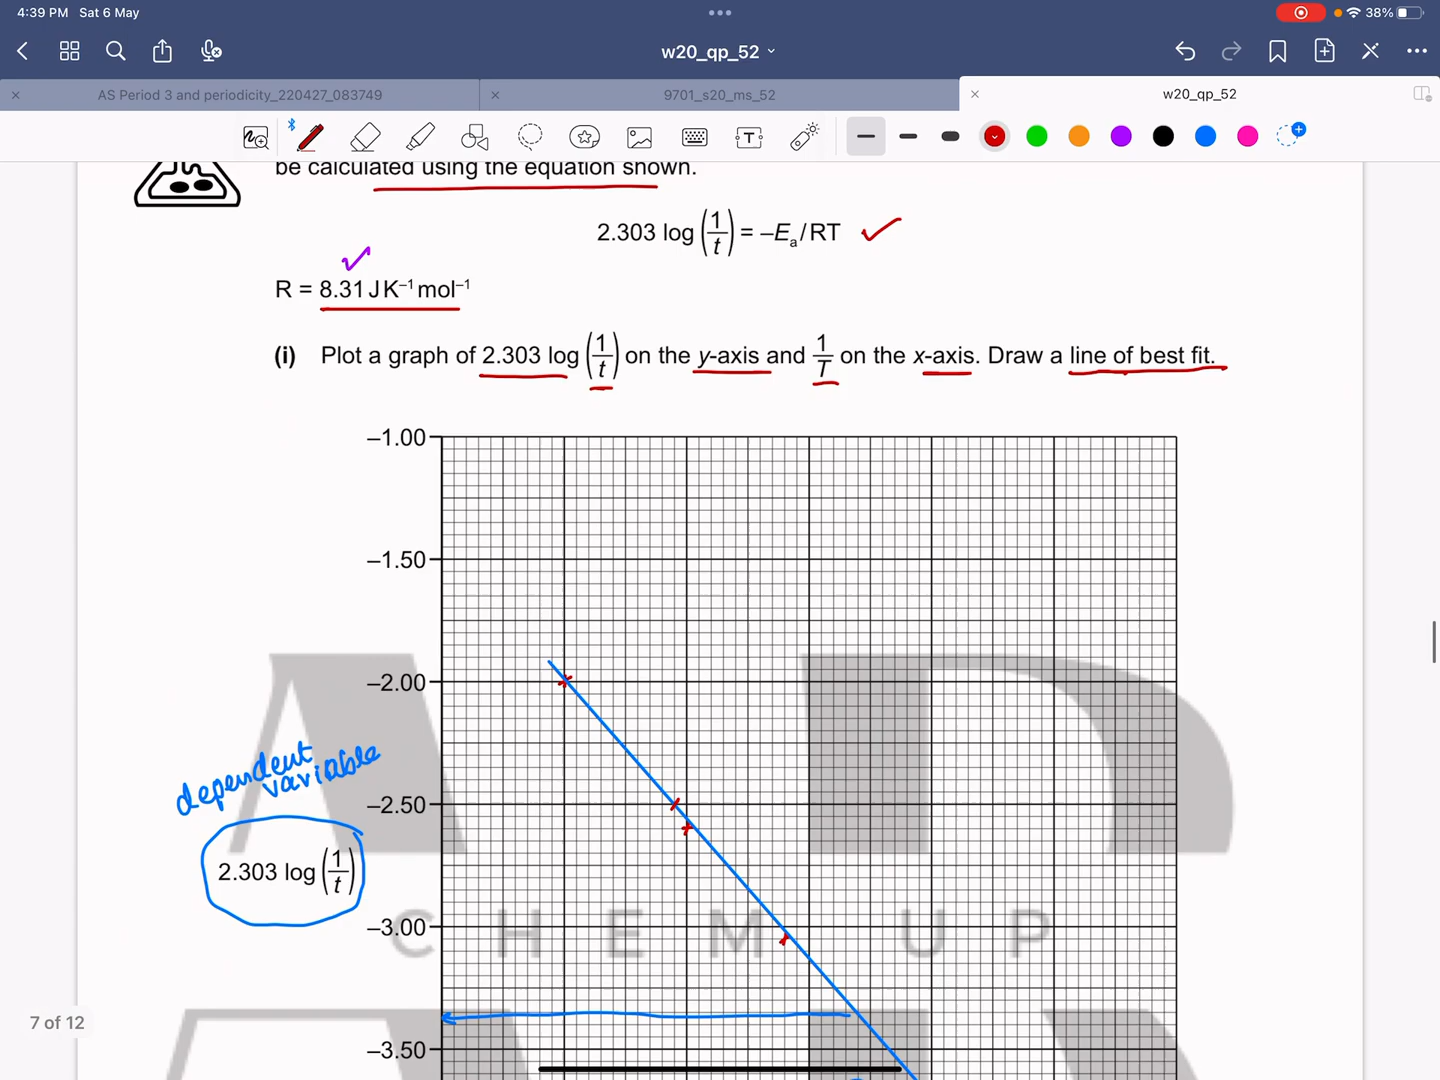 4:39 PM Sat 6 May
38%
w20_qp_52
AS Period 3 and periodicity_220427_083749
9701_s20_ms_52
w20_qp_52
be calculated using the equation shown.
2.303 log (1/t) = –Ea/RT
R = 8.31 J K⁻¹ mol⁻¹
(i) Plot a graph of 2.303 log (1/t) on the y-axis and 1/T on the x-axis. Draw a line of best fit.
–1.00
–1.50
–2.00
dependent
variable
–2.50
2.303 log (1/t)
–3.00
CHEM UP
–3.50
7 of 12